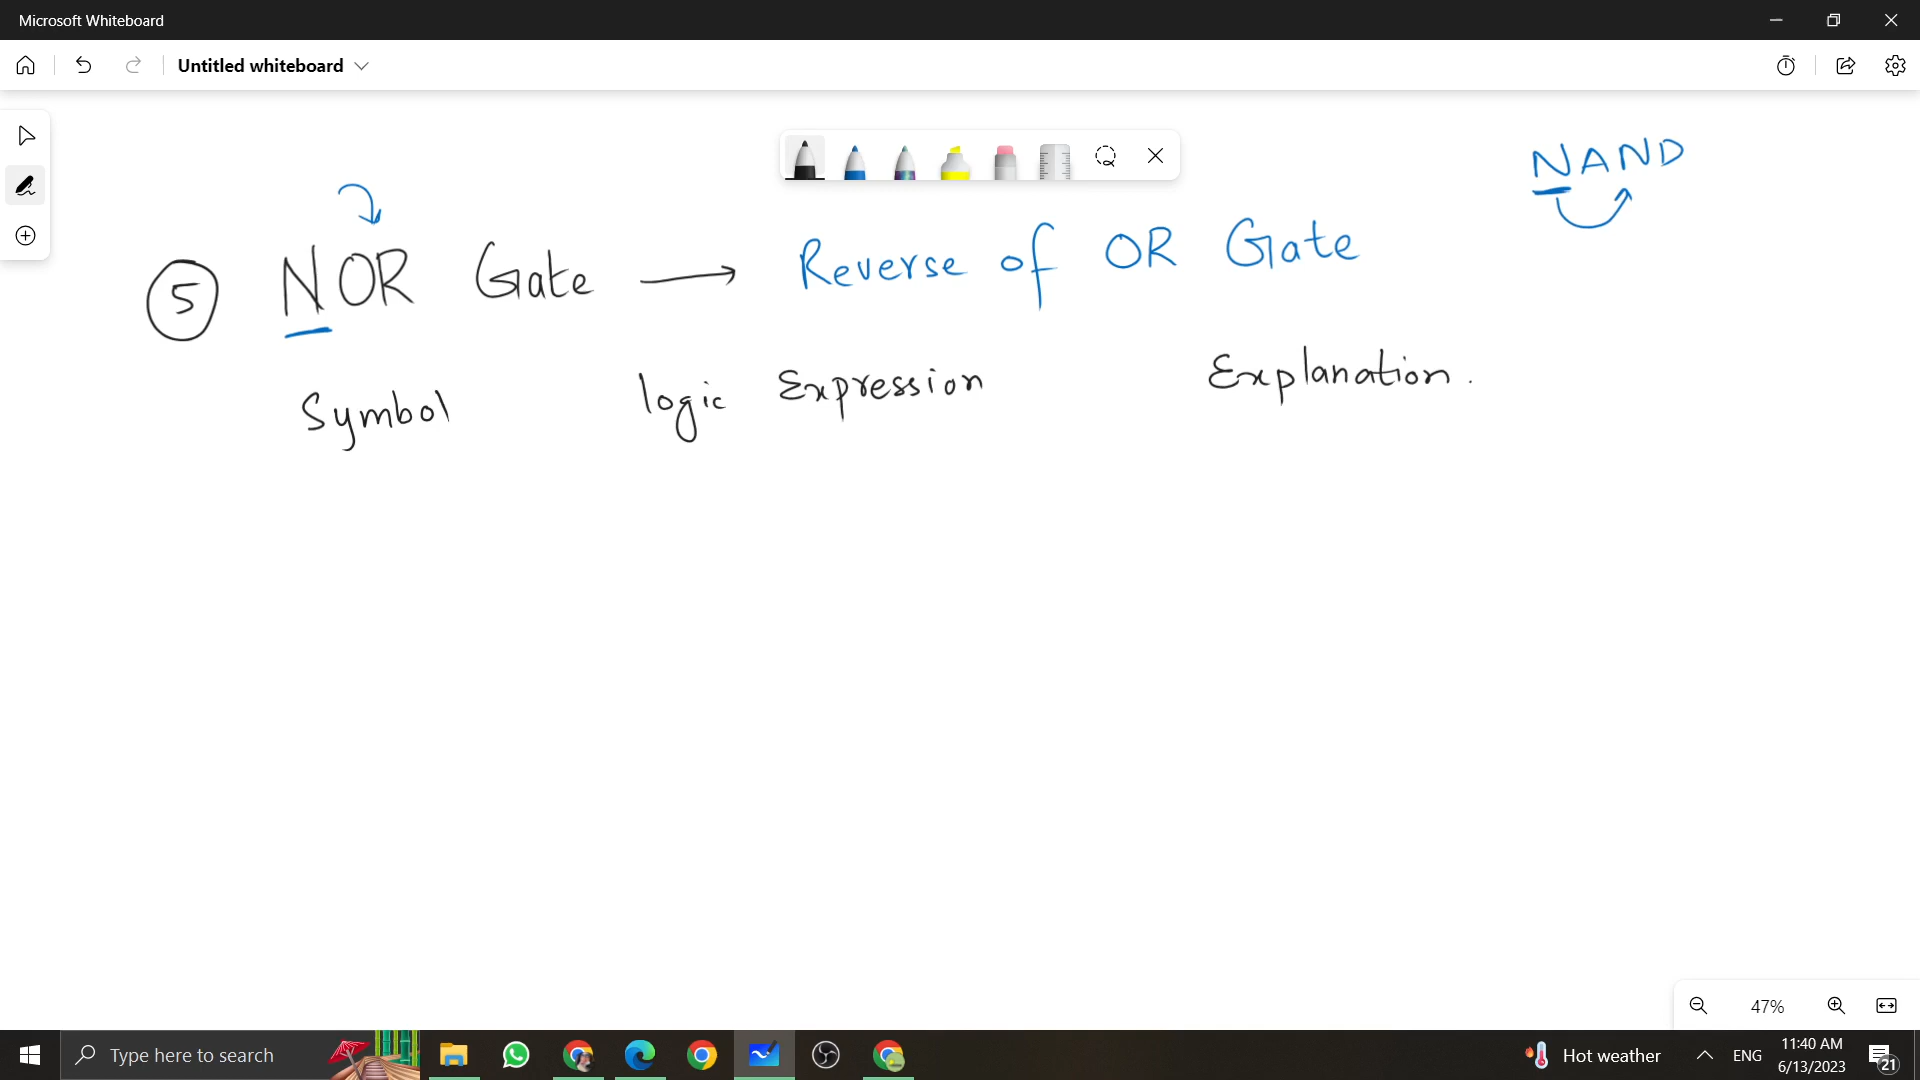 Microsoft Whiteboard
Untitled whiteboard
NAND
5 NOR Gate → Reverse of OR Gate
Symbol logic Expression Explanation.
47%
Type here to search
Hot weather
ENG
11:40 AM
6/13/2023
21